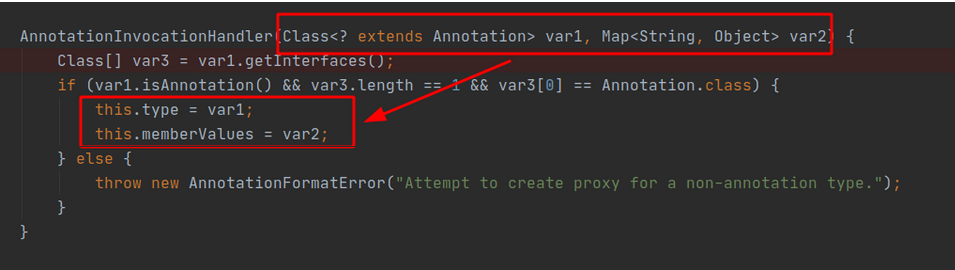 AnnotationInvocationHandler(Class<? extends Annotation> var1, Map<String, Object> var2) {
Class[] var3 = var1.getInterfaces();
if (var1.isAnnotation() && var3.length == 1 && var3[0] == Annotation.class) {
this.type = var1;
this.memberValues = var2;
} else {
throw new AnnotationFormatError("Attempt to create proxy for a non-annotation type.");
}
}